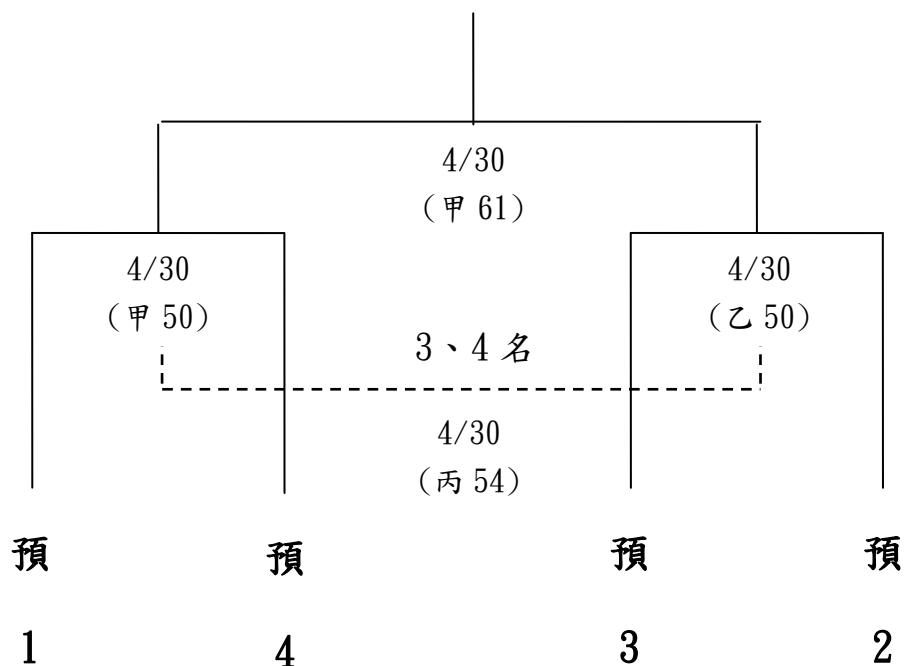 4/30
（甲 61）
4/30
（甲 50）
4/30
（乙 50）
3、4 名
4/30
（丙 54）
預
1
預
4
預
3
預
2